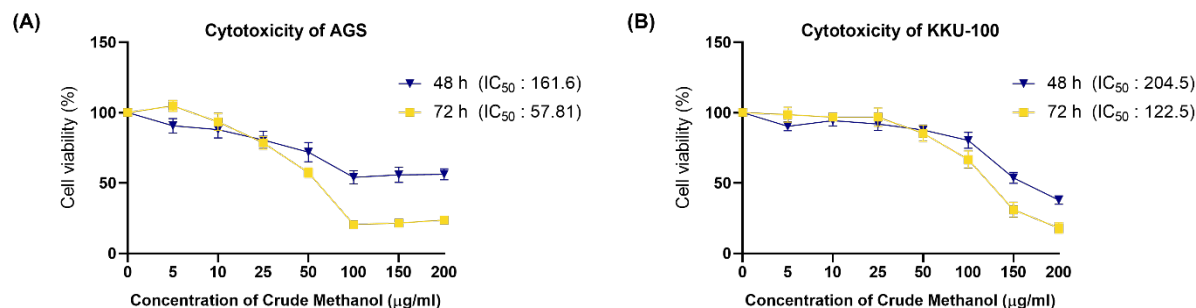 (A)
Cytotoxicity of AGS
150
100
50
0
Cell viability (%)
48 h (IC50 : 161.6)
72 h (IC50 : 57.81)
0 5 10 25 50 100 150 200
Concentration of Crude Methanol (µg/ml)
(B)
Cytotoxicity of KKU-100
150
100
50
0
Cell viability (%)
48 h (IC50 : 204.5)
72 h (IC50 : 122.5)
0 5 10 25 50 100 150 200
Concentration of Crude Methanol (µg/ml)